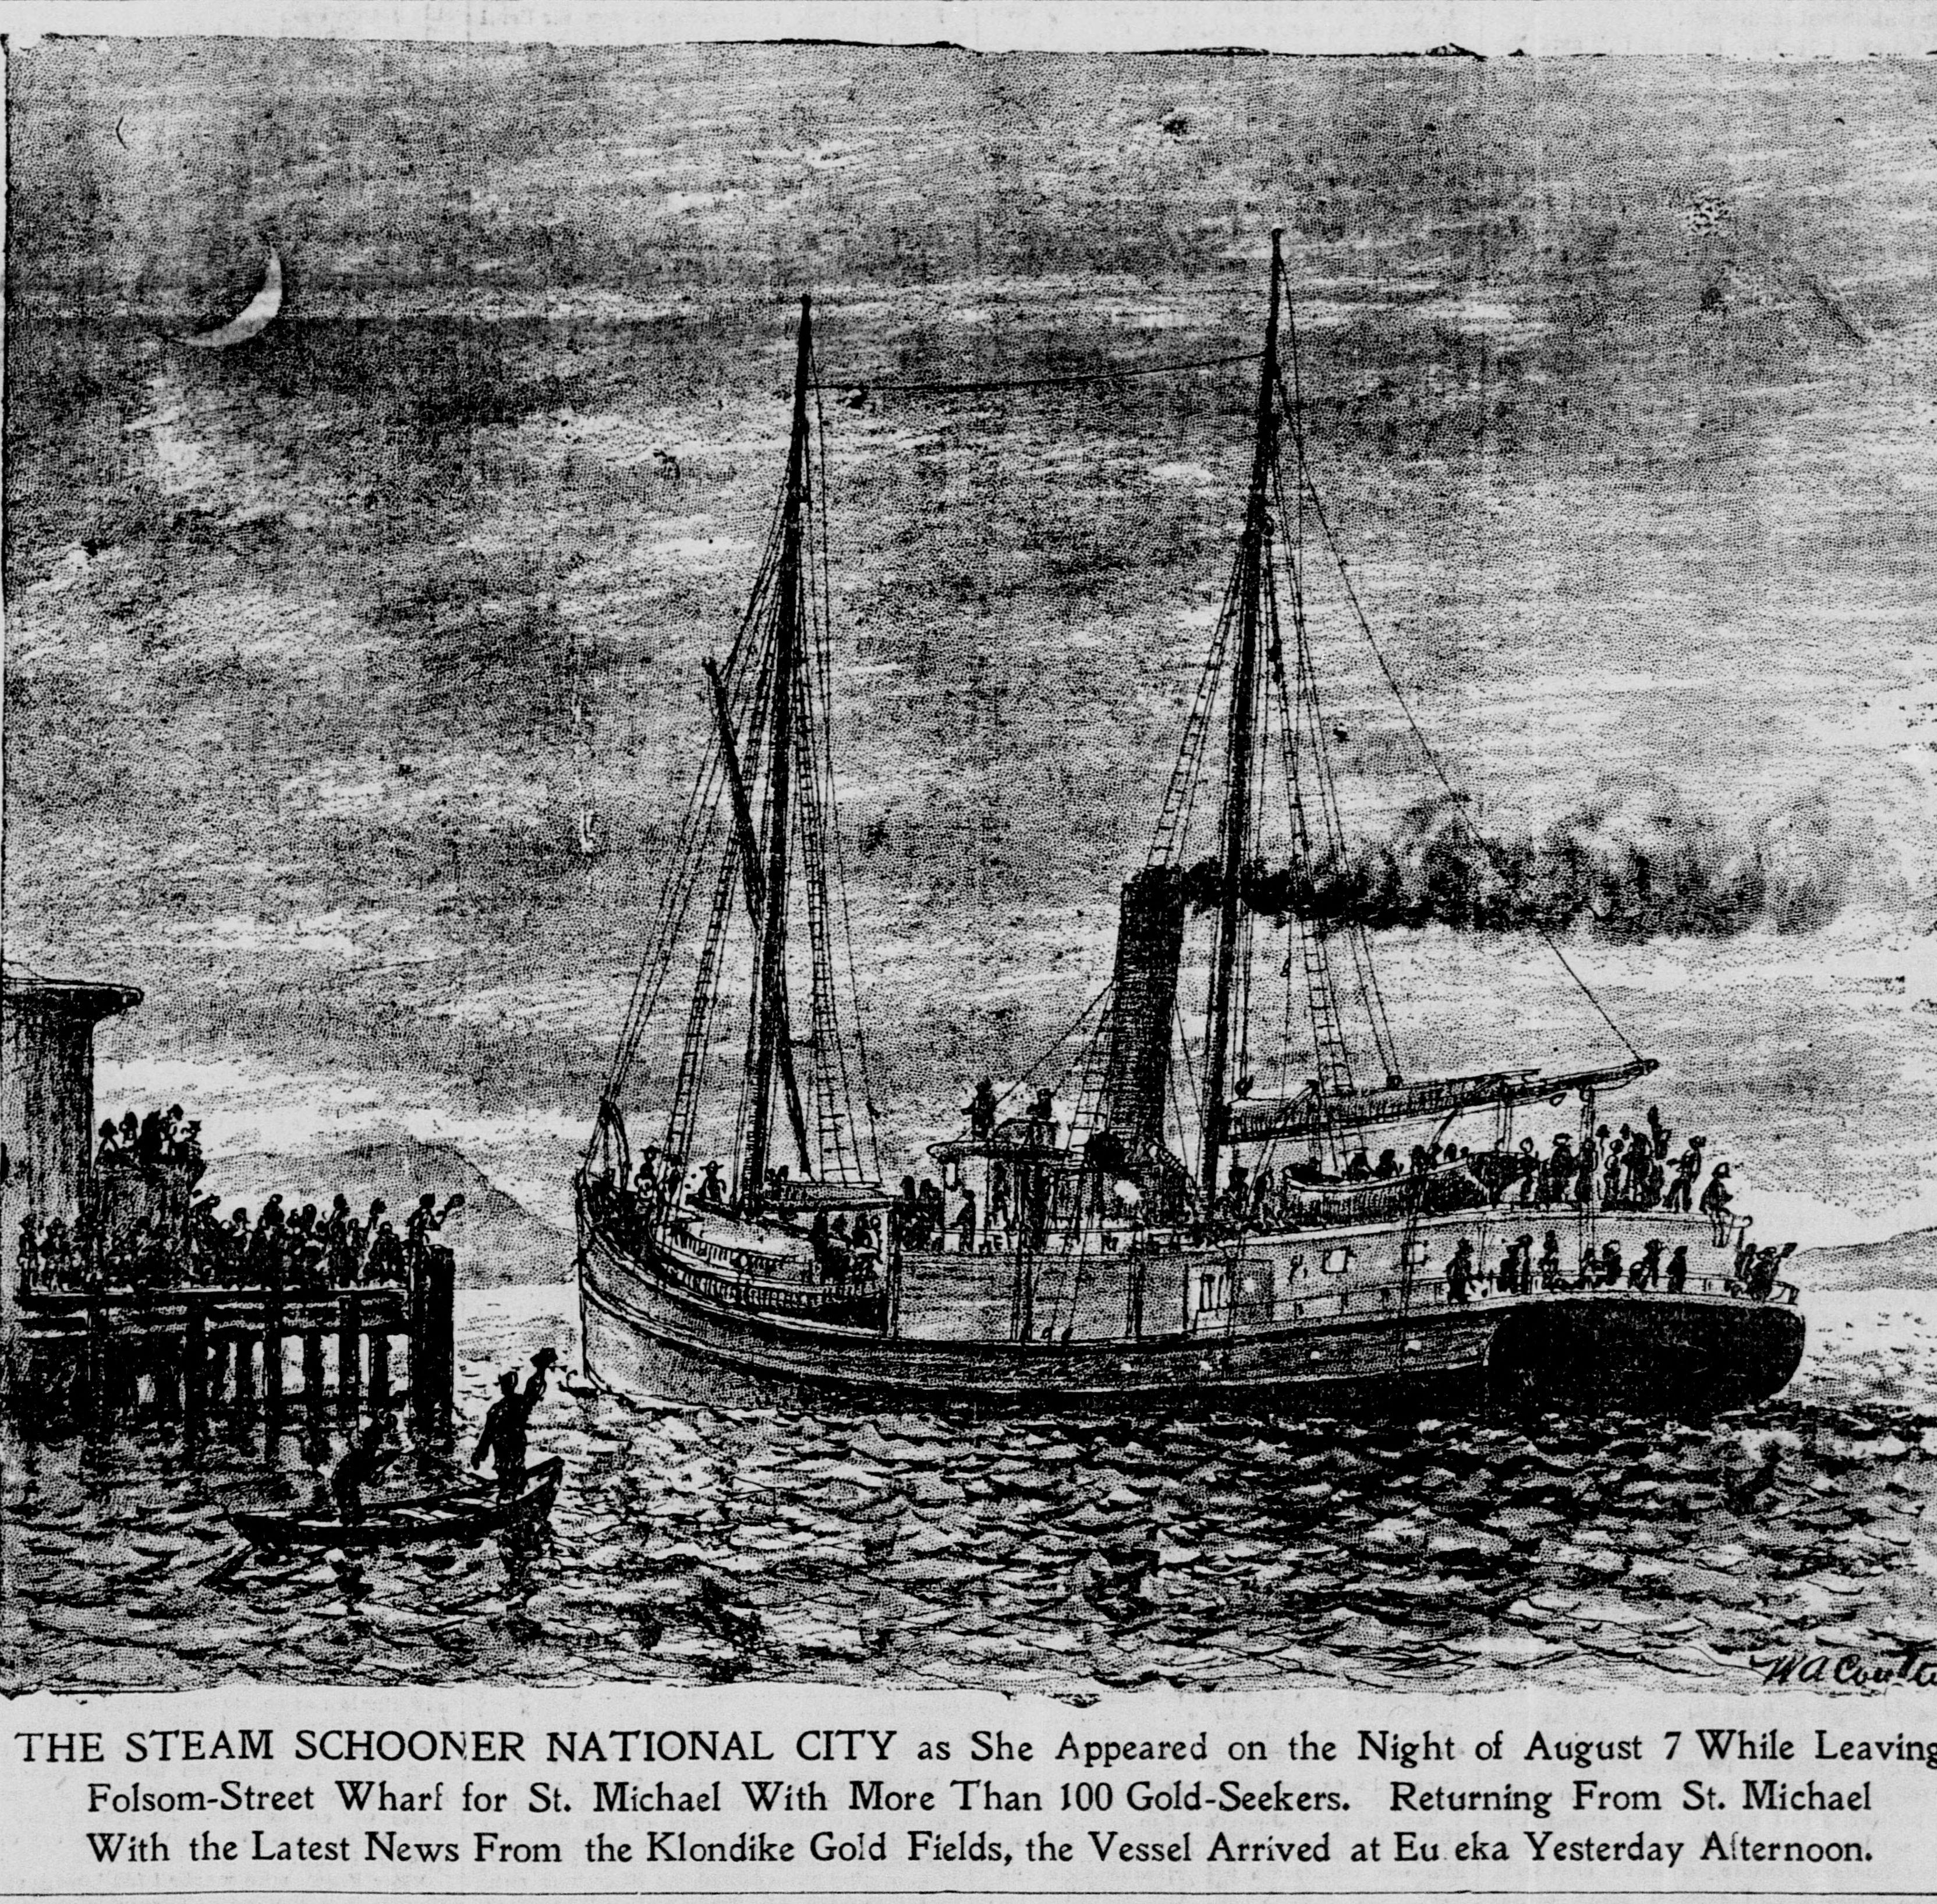 W A Coulte
THE STEAM SCHOONER NATIONAL CITY as She Appeared on the Night of August 7 While Leaving
Folsom-Street Wharf for St. Michael With More Than 100 Gold-Seekers. Returning From St. Michael
With the Latest News From the Klondike Gold Fields, the Vessel Arrived at Eu eka Yesterday Afternoon.